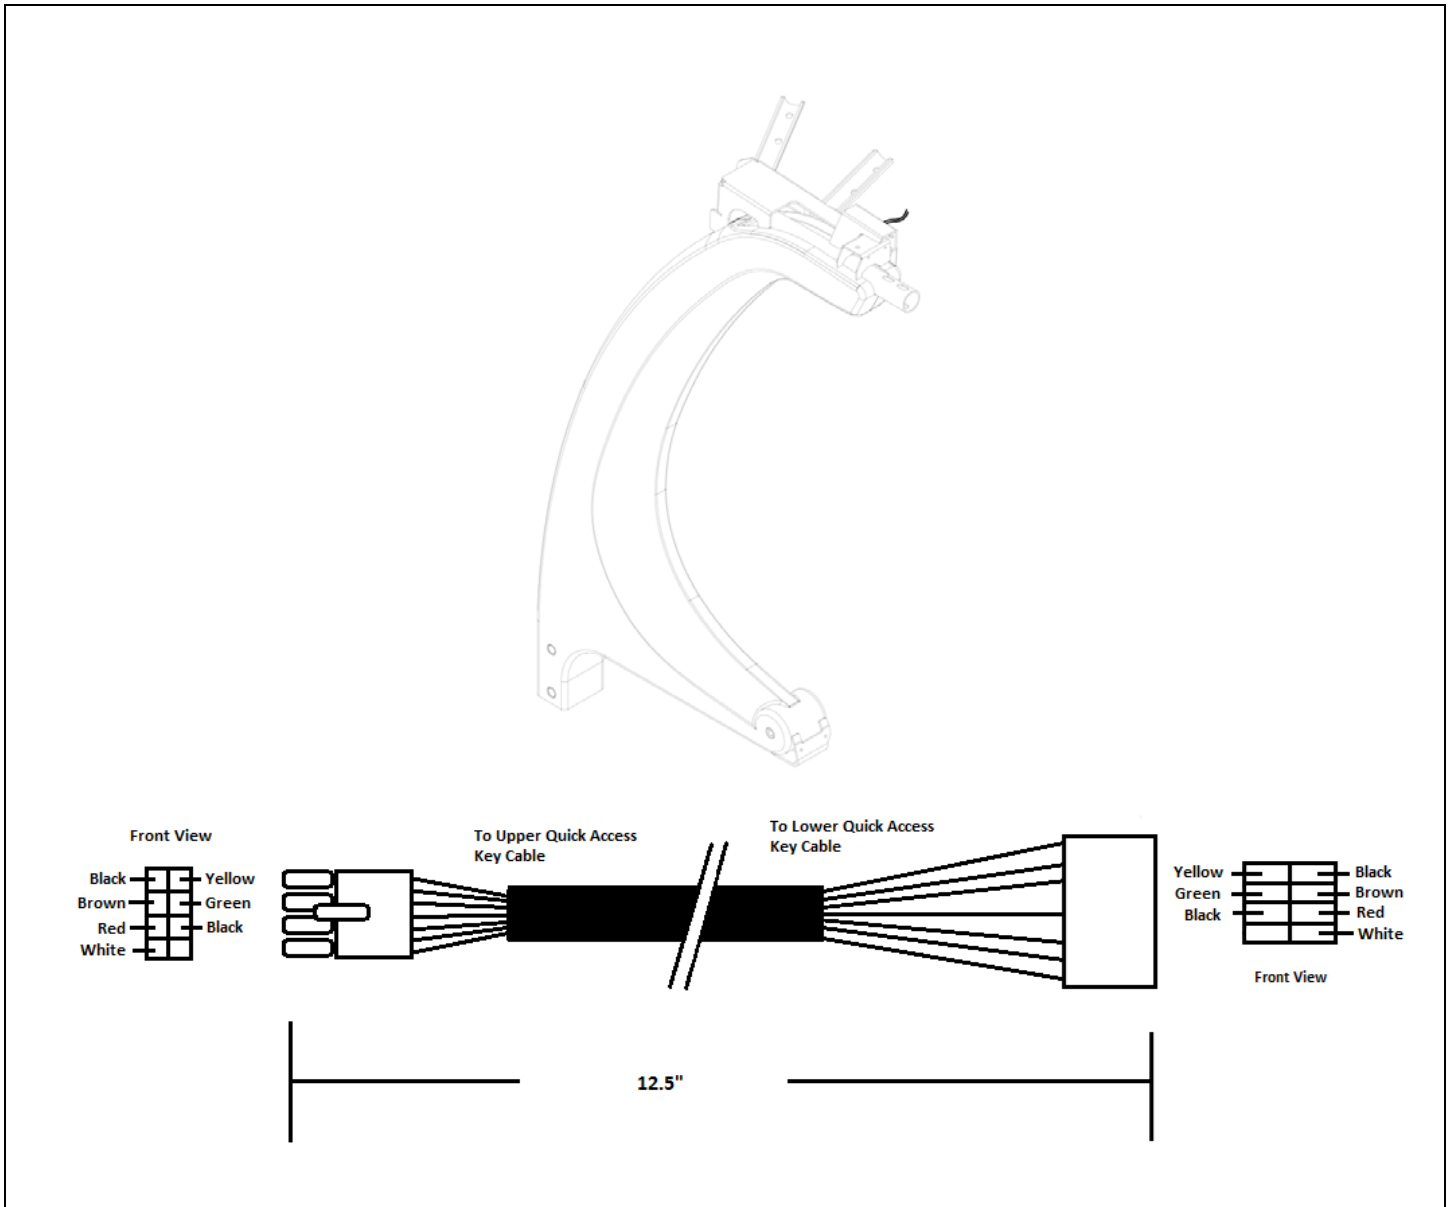 Front View
Black
Yellow
Brown
Green
Red
Black
White
To Upper Quick Access
Key Cable
To Lower Quick Access
Key Cable
Yellow
Black
Green
Brown
Black
Red
White
Front View
12.5"